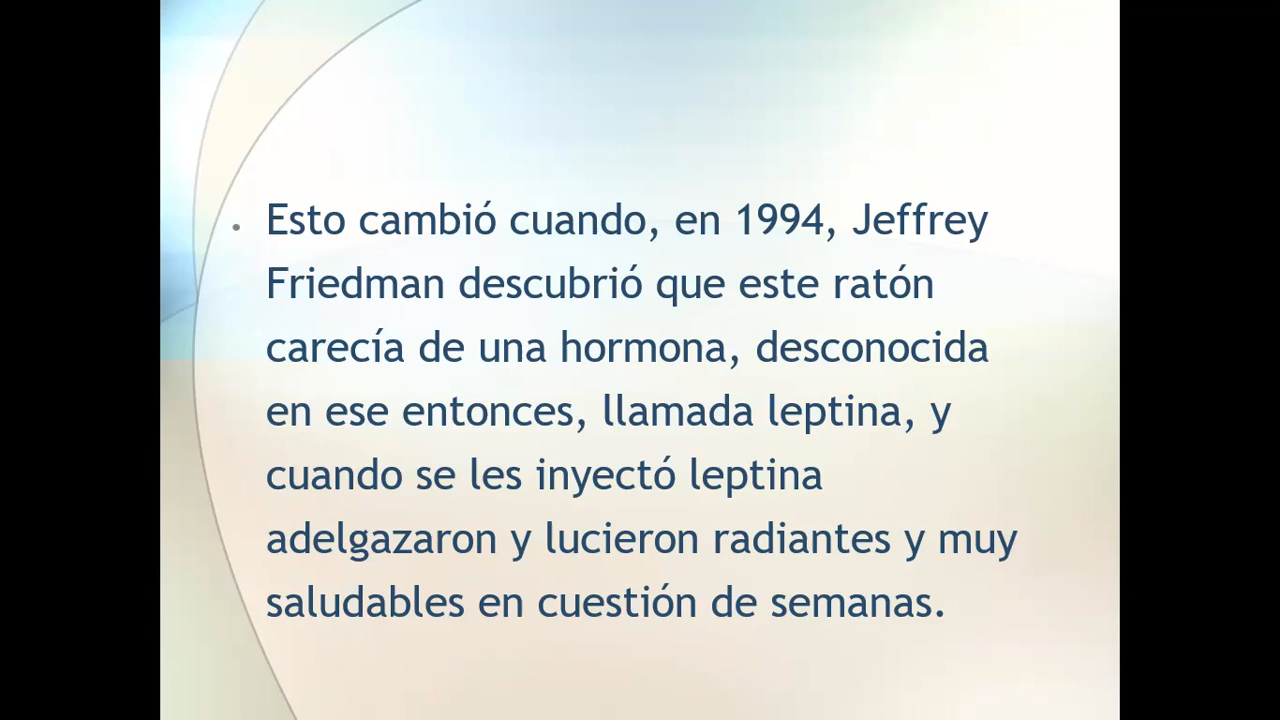 • Esto cambió cuando, en 1994, Jeffrey
Friedman descubrió que este ratón
carecía de una hormona, desconocida
en ese entonces, llamada leptina, y
cuando se les inyectó leptina
adelgazaron y lucieron radiantes y muy
saludables en cuestión de semanas.